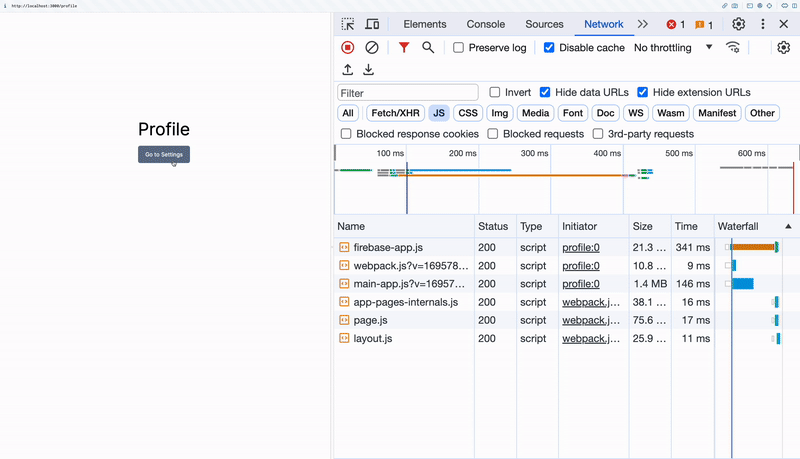 http://localhost:3000/profile
Elements Console Sources Network 1 1
Preserve log Disable cache No throttling
Filter Invert Hide data URLs Hide extension URLs
All Fetch/XHR JS CSS Img Media Font Doc WS Wasm Manifest Other
Blocked response cookies Blocked requests 3rd-party requests
100 ms 200 ms 300 ms 400 ms 500 ms 600 ms
Profile
Go to Settings
Name Status Type Initiator Size Time Waterfall
firebase-app.js 200 script profile:0 21.3 ... 341 ms
webpack.js?v=169578... 200 script profile:0 10.8 ... 9 ms
main-app.js?v=16957... 200 script profile:0 1.4 MB 146 ms
app-pages-internals.js 200 script webpack.j... 38.1 ... 16 ms
page.js 200 script webpack.j... 75.6 ... 17 ms
layout.js 200 script webpack.j... 25.9 ... 11 ms